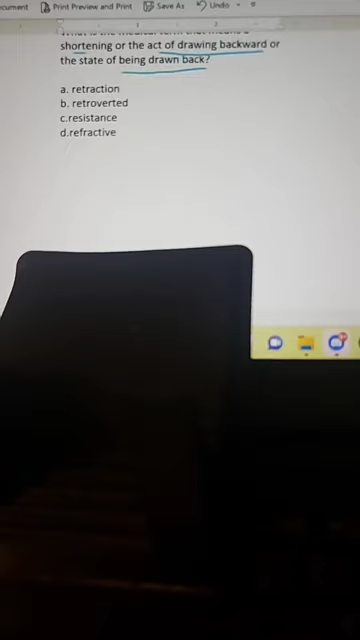 Print Preview and Print Save As Undo
shortening or the act of drawing backward or
the state of being drawn back?
a. retraction
b. retroverted
c.resistance
d.refractive